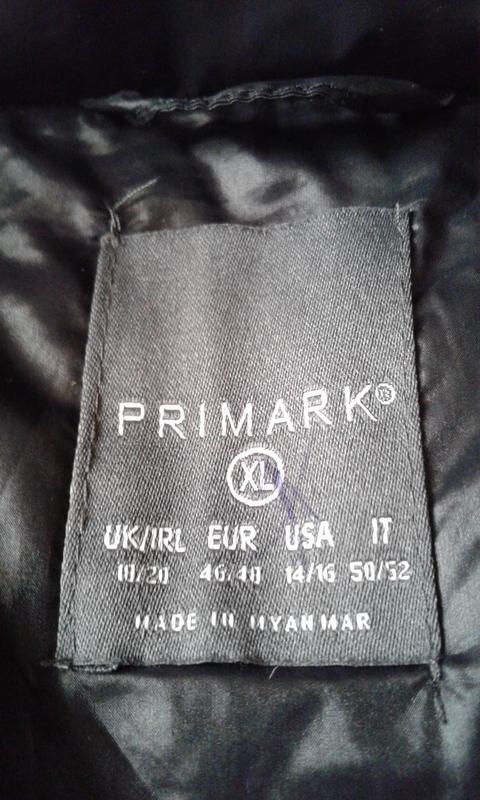 PRIMARK®
XL
UK/IRL EUR USA IT
18/20 46/48 14/16 50/52
MADE IN MYANMAR